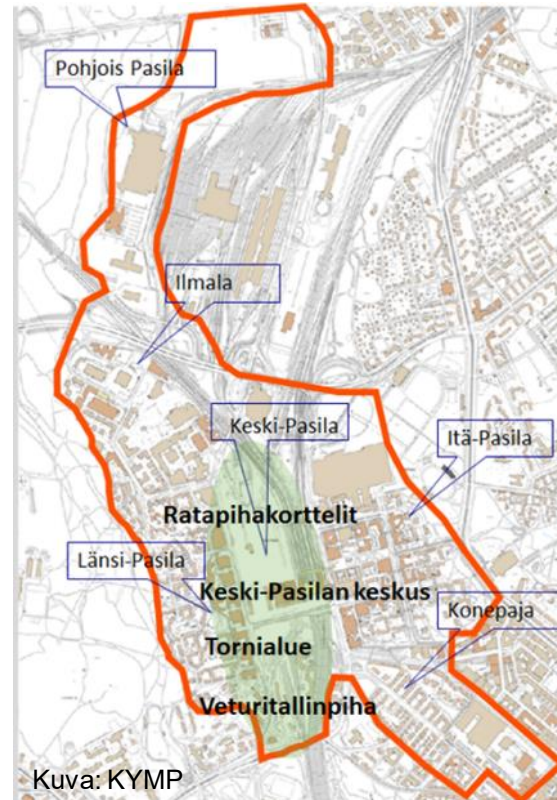 Pohjois Pasila
Ilmala
Keski-Pasila
Itä-Pasila
Ratapihakorttelit
Länsi-Pasila
Keski-Pasilan keskus
Konepaja
Tornialue
Veturitallinpiha
Kuva: KYMP